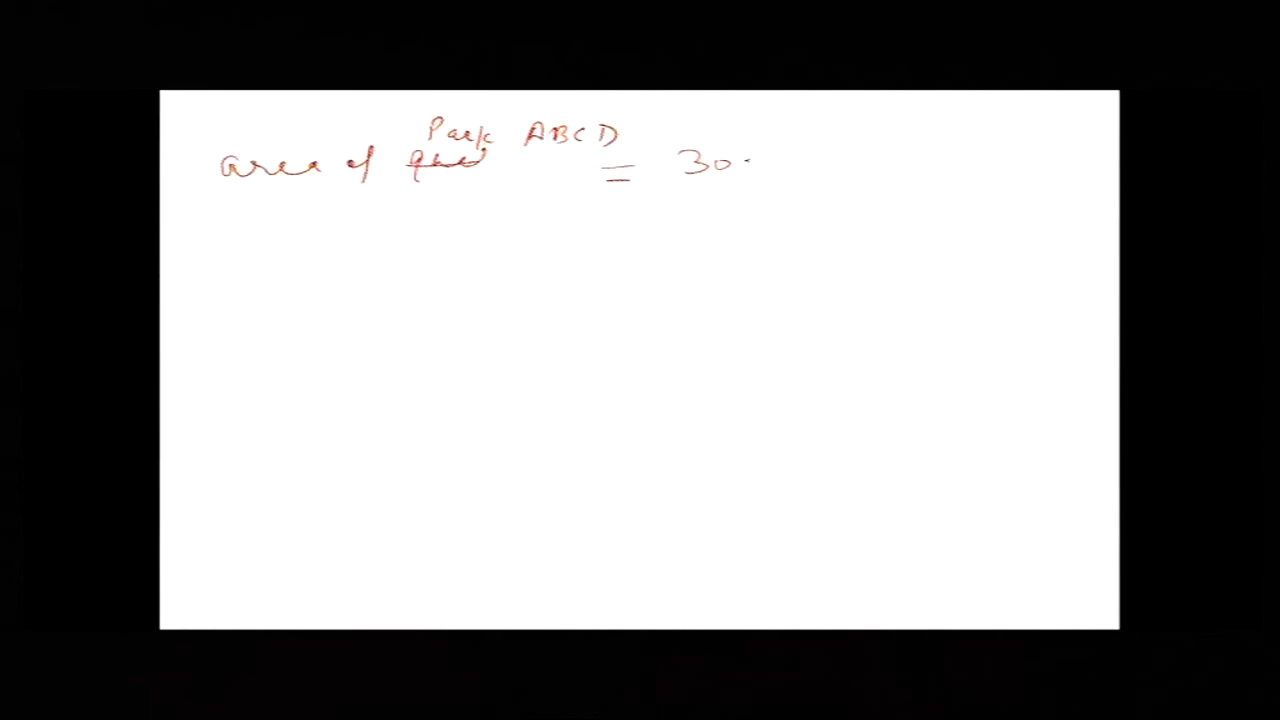 area of Park ABCD = 30.